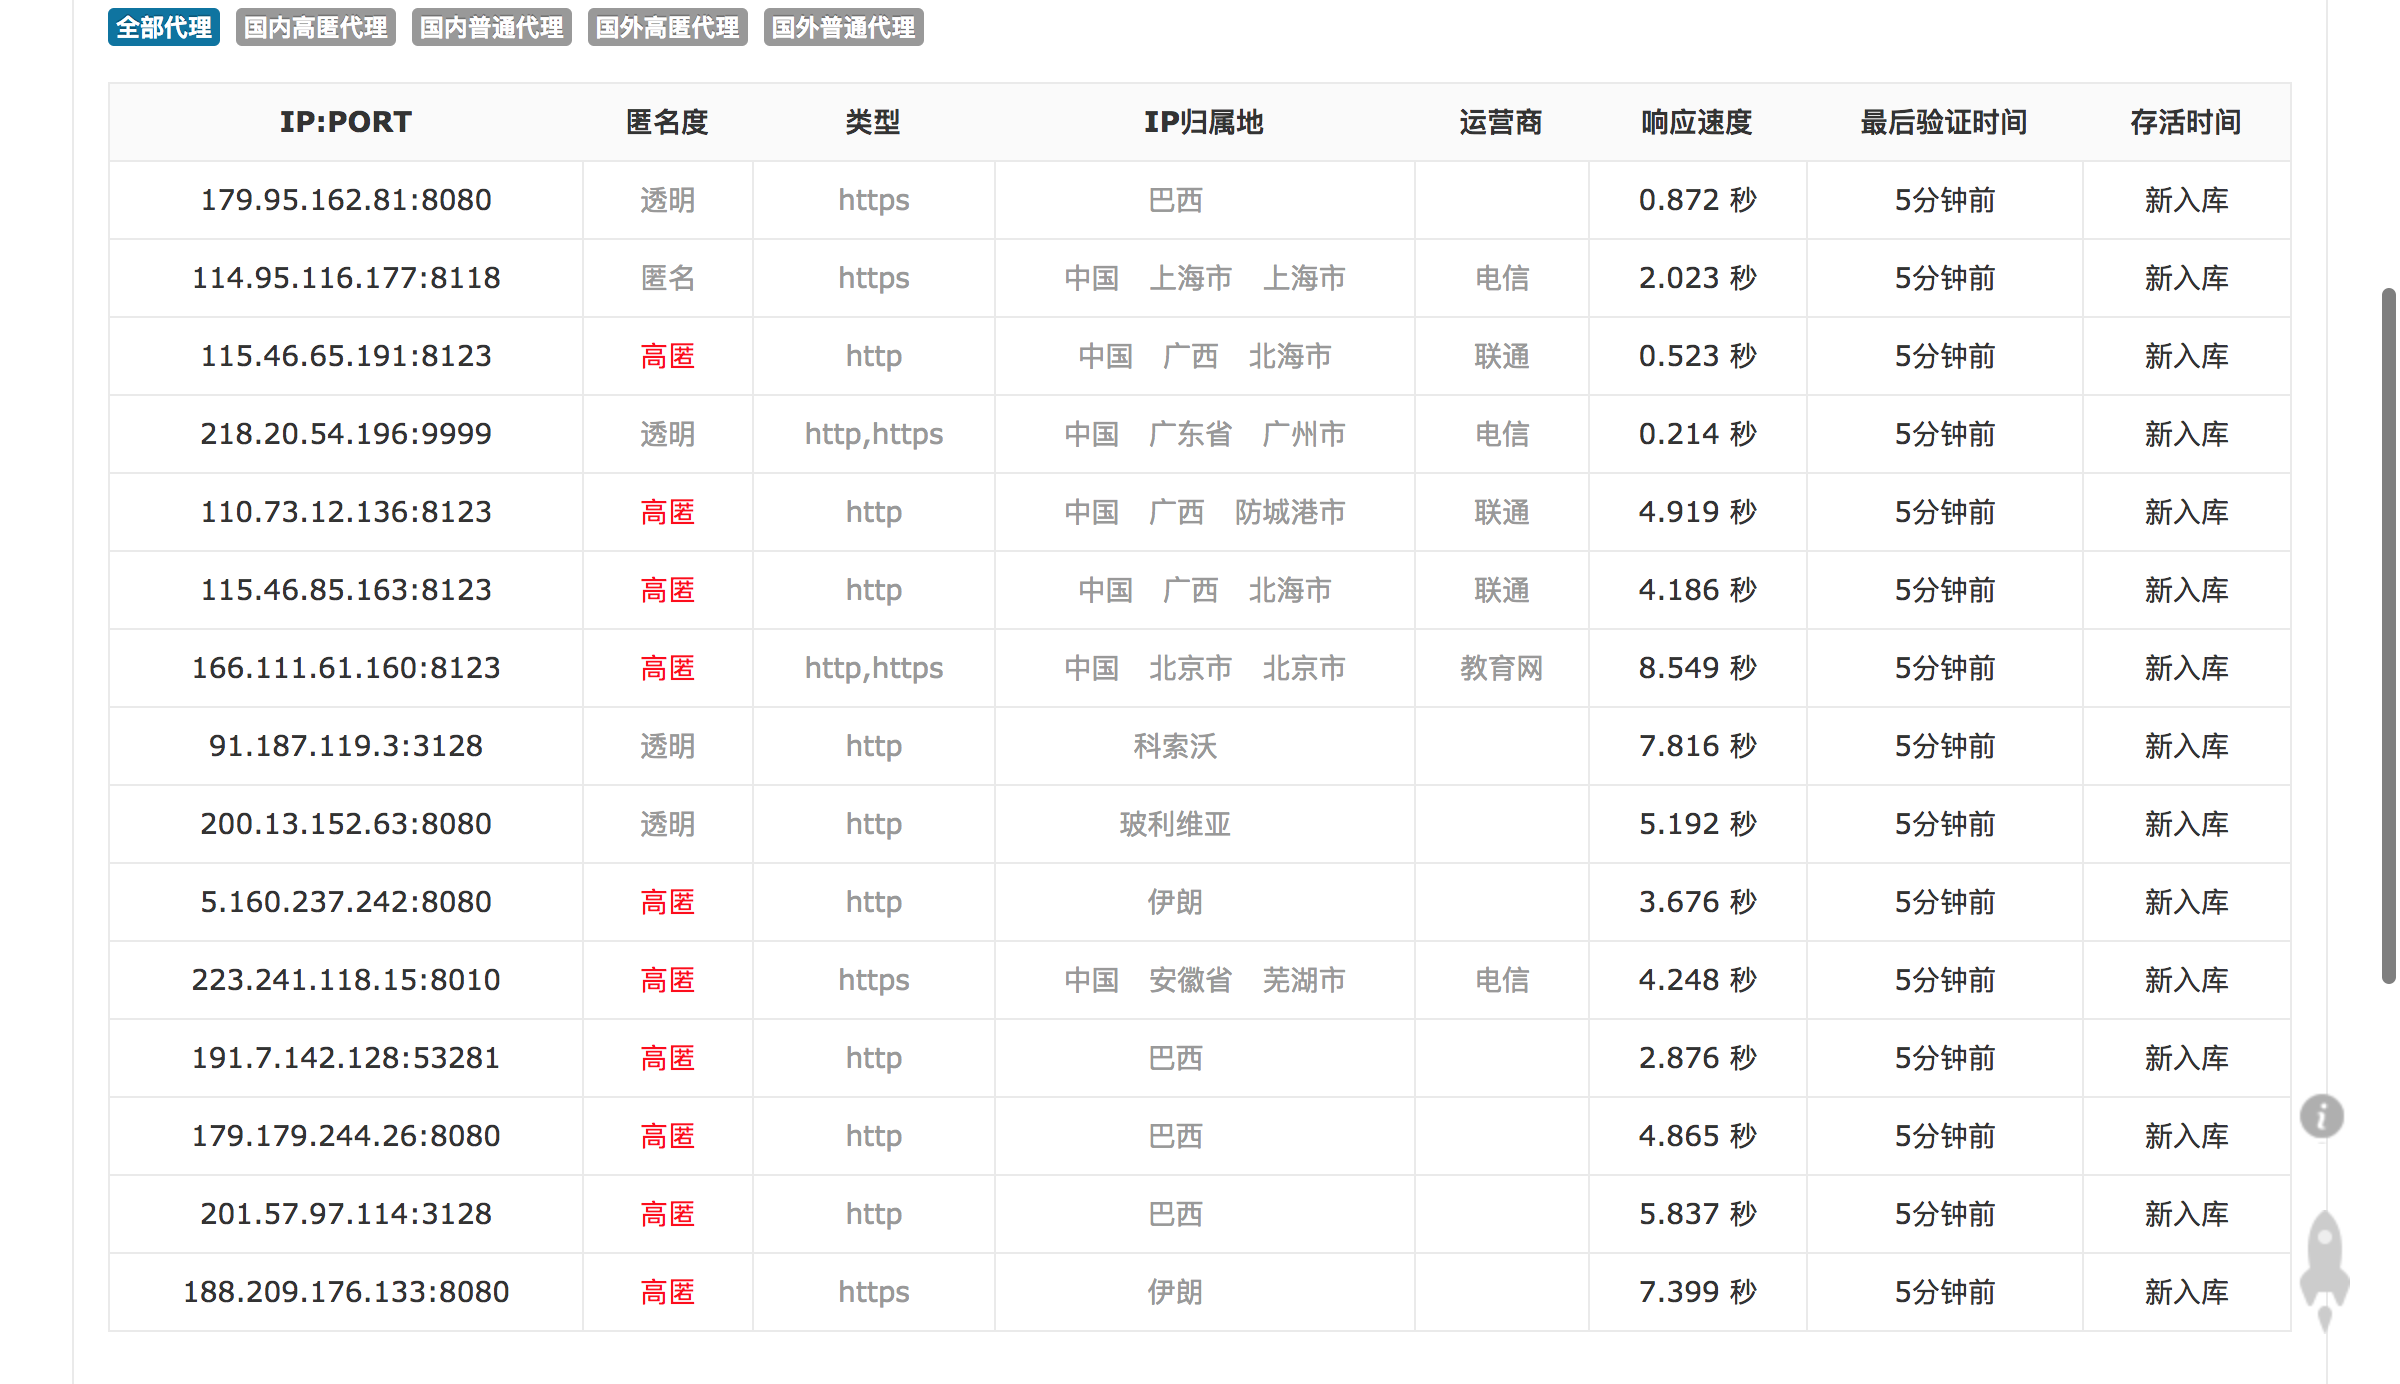 全部代理 国内高匿代理 国内普通代理 国外高匿代理 国外普通代理
IP:PORT 匿名度 类型 IP归属地 运营商 响应速度 最后验证时间 存活时间
179.95.162.81:8080 透明 https 巴西 0.872 秒 5分钟前 新入库
114.95.116.177:8118 匿名 https 中国 上海市 上海市 电信 2.023 秒 5分钟前 新入库
115.46.65.191:8123 高匿 http 中国 广西 北海市 联通 0.523 秒 5分钟前 新入库
218.20.54.196:9999 透明 http,https 中国 广东省 广州市 电信 0.214 秒 5分钟前 新入库
110.73.12.136:8123 高匿 http 中国 广西 防城港市 联通 4.919 秒 5分钟前 新入库
115.46.85.163:8123 高匿 http 中国 广西 北海市 联通 4.186 秒 5分钟前 新入库
166.111.61.160:8123 高匿 http,https 中国 北京市 北京市 教育网 8.549 秒 5分钟前 新入库
91.187.119.3:3128 透明 http 科索沃 7.816 秒 5分钟前 新入库
200.13.152.63:8080 透明 http 玻利维亚 5.192 秒 5分钟前 新入库
5.160.237.242:8080 高匿 http 伊朗 3.676 秒 5分钟前 新入库
223.241.118.15:8010 高匿 https 中国 安徽省 芜湖市 电信 4.248 秒 5分钟前 新入库
191.7.142.128:53281 高匿 http 巴西 2.876 秒 5分钟前 新入库
179.179.244.26:8080 高匿 http 巴西 4.865 秒 5分钟前 新入库
201.57.97.114:3128 高匿 http 巴西 5.837 秒 5分钟前 新入库
188.209.176.133:8080 高匿 https 伊朗 7.399 秒 5分钟前 新入库